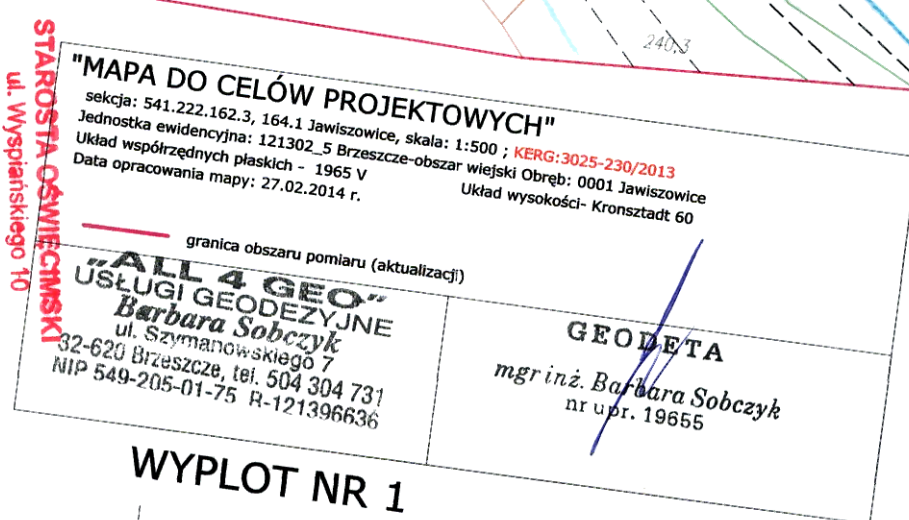 240,3
STAROSTA OŚWIĘCIMSKI
ul. Wyspiańskiego 10
"MAPA DO CELÓW PROJEKTOWYCH"
sekcja: 541.222.162.3, 164.1 Jawiszowice, skala: 1:500 ; KERG:3025-230/2013
Jednostka ewidencyjna: 121302_5 Brzeszcze-obszar wiejski Obręb: 0001 Jawiszowice
Układ współrzędnych płaskich - 1965 V Układ wysokości- Kronsztadt 60
Data opracowania mapy: 27.02.2014 r.
granica obszaru pomiaru (aktualizacji)
"ALL 4 GEO"
USŁUGI GEODEZYJNE
Barbara Sobczyk
ul. Szymanowskiego 7
32-620 Brzeszcze, tel. 504 304 731
NIP 549-205-01-75 R-121396636
GEODETA
mgr inż. Barbara Sobczyk
nr upr. 19655
WYPLOT NR 1